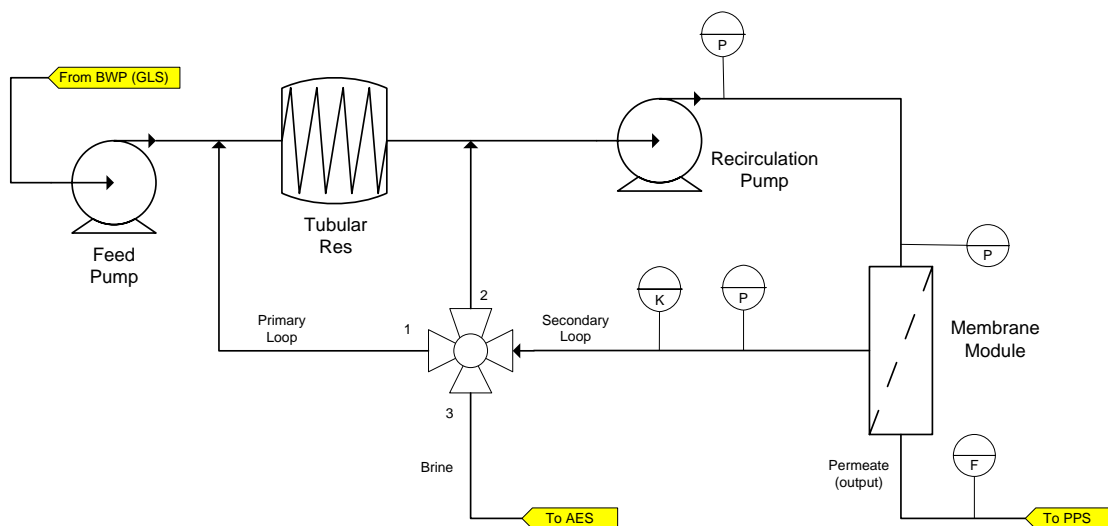 P
From BWP (GLS)
Recirculation
Pump
Tubular
Res
Feed
Pump
P
K
P
2
Primary
Loop
1
Secondary
Loop
Membrane
Module
3
Brine
Permeate
(output)
F
To AES
To PPS